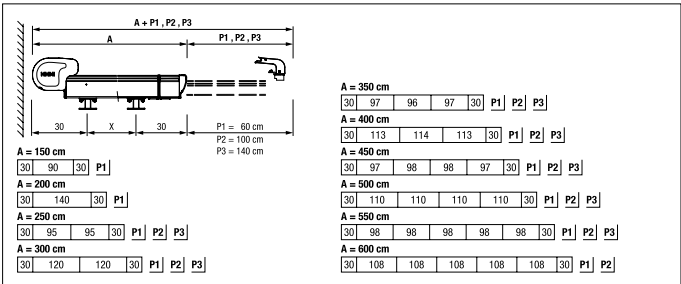 A + P1 , P2 , P3
A
P1 , P2 , P3
30
X
30
P1 = 60 cm
P2 = 100 cm
P3 = 140 cm
A = 150 cm
30 90 30 P1
A = 200 cm
30 140 30 P1
A = 250 cm
30 95 95 30 P1 P2 P3
A = 300 cm
30 120 120 30 P1 P2 P3
A = 350 cm
30 97 96 97 30 P1 P2 P3
A = 400 cm
30 113 114 113 30 P1 P2 P3
A = 450 cm
30 97 98 98 97 30 P1 P2 P3
A = 500 cm
30 110 110 110 110 30 P1 P2 P3
A = 550 cm
30 98 98 98 98 98 30 P1 P2 P3
A = 600 cm
30 108 108 108 108 108 30 P1 P2